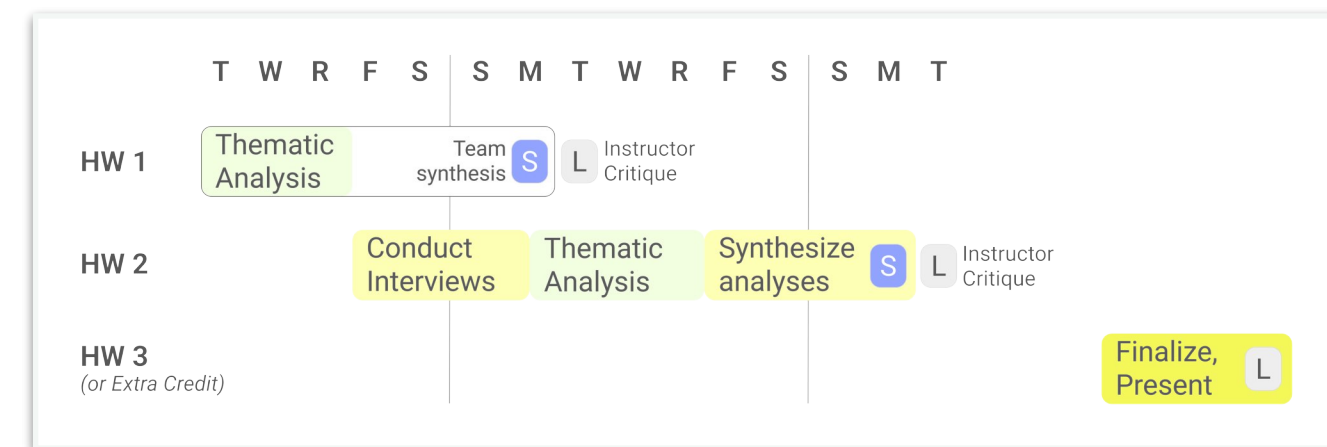 T W R F S S M T W R F S S M T
HW 1
Thematic
Analysis
Team
synthesis
S
L
Instructor
Critique
HW 2
Conduct
Interviews
Thematic
Analysis
Synthesize
analyses
S
L
Instructor
Critique
HW 3
(or Extra Credit)
Finalize,
Present
L